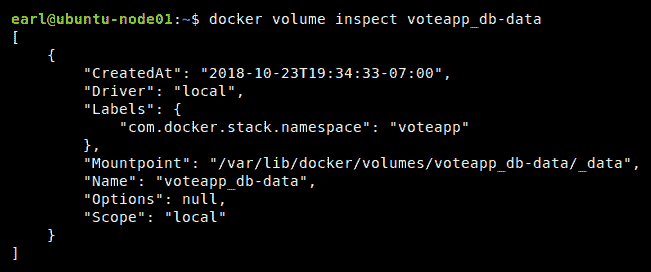 earl@ubuntu-node01:~$ docker volume inspect voteapp_db-data
[
    {
        "CreatedAt": "2018-10-23T19:34:33-07:00",
        "Driver": "local",
        "Labels": {
            "com.docker.stack.namespace": "voteapp"
        },
        "Mountpoint": "/var/lib/docker/volumes/voteapp_db-data/_data",
        "Name": "voteapp_db-data",
        "Options": null,
        "Scope": "local"
    }
]